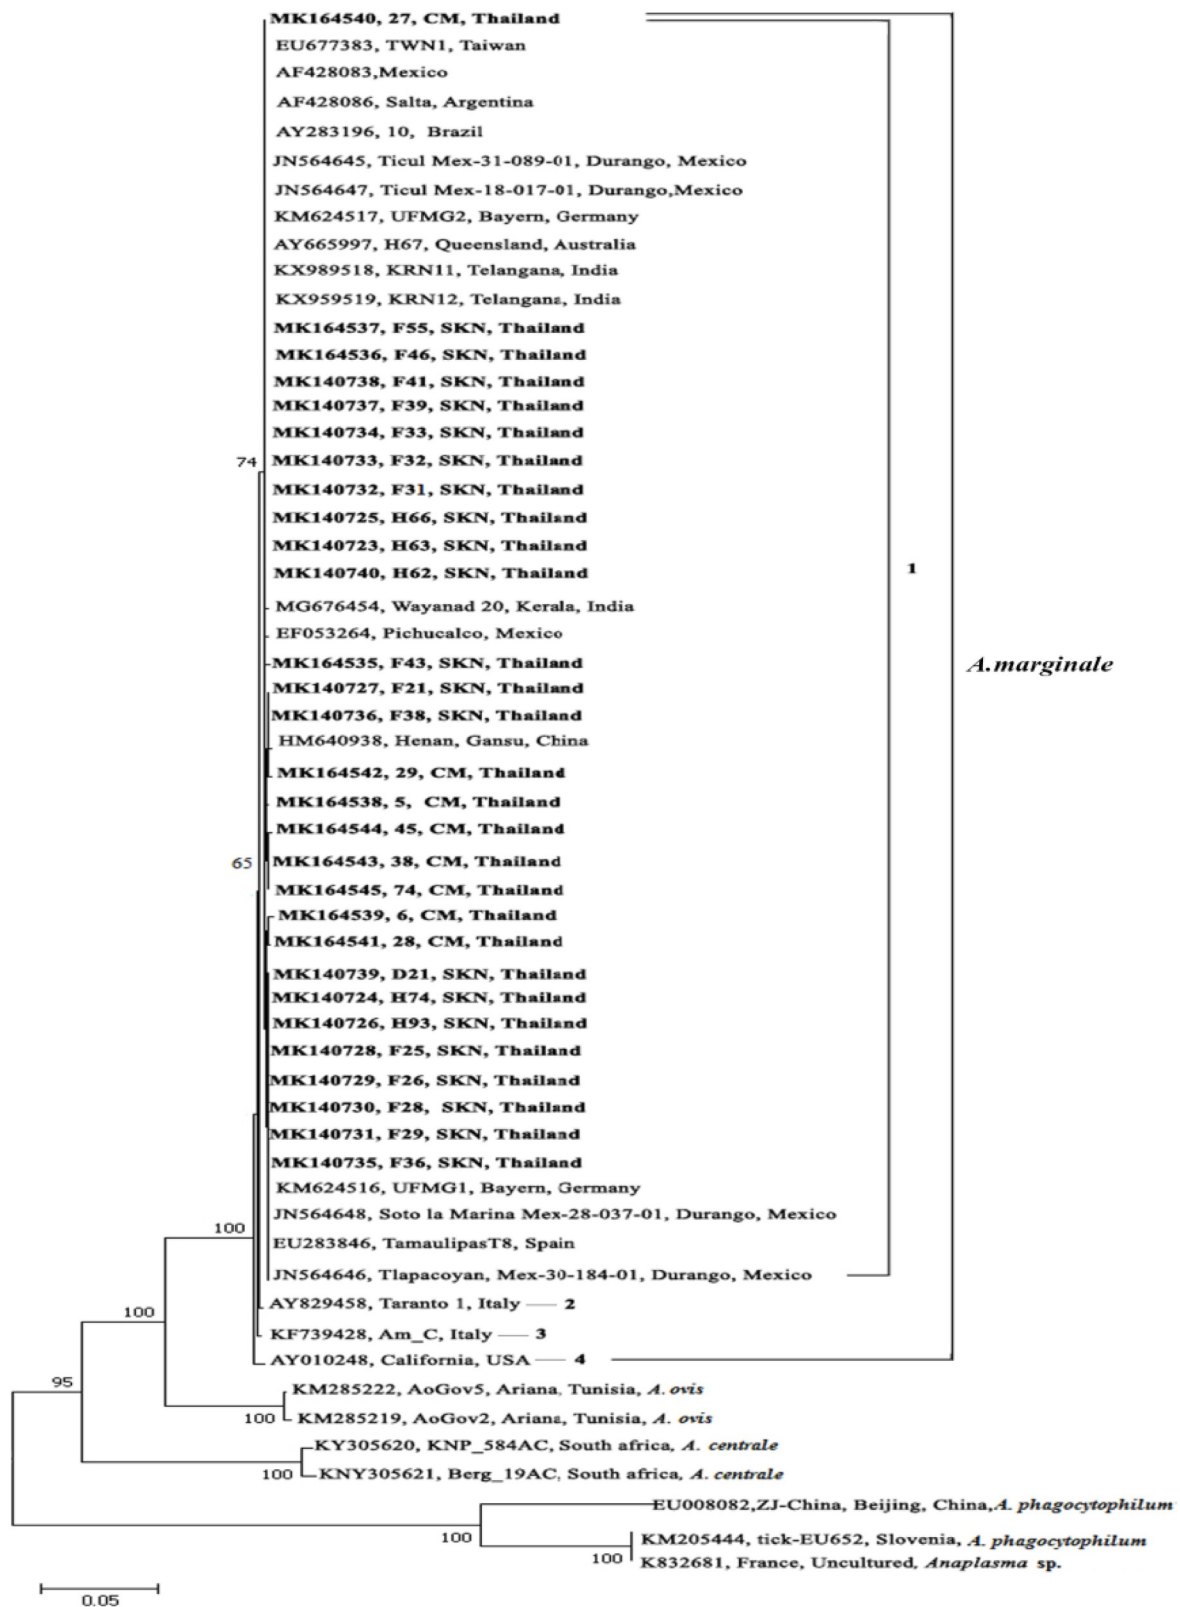 MK164540, 27, CM, Thailand
EU677383, TWN1, Taiwan
AF428083,Mexico
AF428086, Salta, Argentina
AY283196, 10, Brazil
JN564645, Ticul Mex-31-089-01, Durango, Mexico
JN564647, Ticul Mex-18-017-01, Durango,Mexico
KM624517, UFMG2, Bayern, Germany
AY665997, H67, Queensland, Australia
KX989518, KRN11, Telangana, India
KX959519, KRN12, Telangana, India
MK164537, F55, SKN, Thailand
MK164536, F46, SKN, Thailand
MK140738, F41, SKN, Thailand
MK140737, F39, SKN, Thailand
MK140734, F33, SKN, Thailand
74 MK140733, F32, SKN, Thailand
MK140732, F31, SKN, Thailand
MK140725, H66, SKN, Thailand
MK140723, H63, SKN, Thailand
1
MK140740, H62, SKN, Thailand
MG676454, Wayanad 20, Kerala, India
EF053264, Pichucalco, Mexico
MK164535, F43, SKN, Thailand
A.marginale
MK140727, F21, SKN, Thailand
MK140736, F38, SKN, Thailand
HM640938, Henan, Gansu, China
MK164542, 29, CM, Thailand
MK164538, 5, CM, Thailand
MK164544, 45, CM, Thailand
65 MK164543, 38, CM, Thailand
MK164545, 74, CM, Thailand
MK164539, 6, CM, Thailand
MK164541, 28, CM, Thailand
MK140739, D21, SKN, Thailand
MK140724, H74, SKN, Thailand
MK140726, H93, SKN, Thailand
MK140728, F25, SKN, Thailand
MK140729, F26, SKN, Thailand
MK140730, F28, SKN, Thailand
MK140731, F29, SKN, Thailand
MK140735, F36, SKN, Thailand
KM624516, UFMG1, Bayern, Germany
JN564648, Soto la Marina Mex-28-037-01, Durango, Mexico
100
EU283846, TamaulipasT8, Spain
JN564646, Tlapacoyan, Mex-30-184-01, Durango, Mexico
AY829458, Taranto 1, Italy 2
100
KF739428, Am_C, Italy 3
AY010248, California, USA 4
95
KM285222, AoGov5, Ariana, Tunisia, A. ovis
100 KM285219, AoGov2, Ariana, Tunisia, A. ovis
KY305620, KNP_584AC, South africa, A. centrale
100 KNY305621, Berg_19AC, South africa, A. centrale
EU008082,ZJ-China, Beijing, China,A. phagocytophilum
100
KM205444, tick-EU652, Slovenia, A. phagocytophilum
100 K832681, France, Uncultured, Anaplasma sp.
0.05